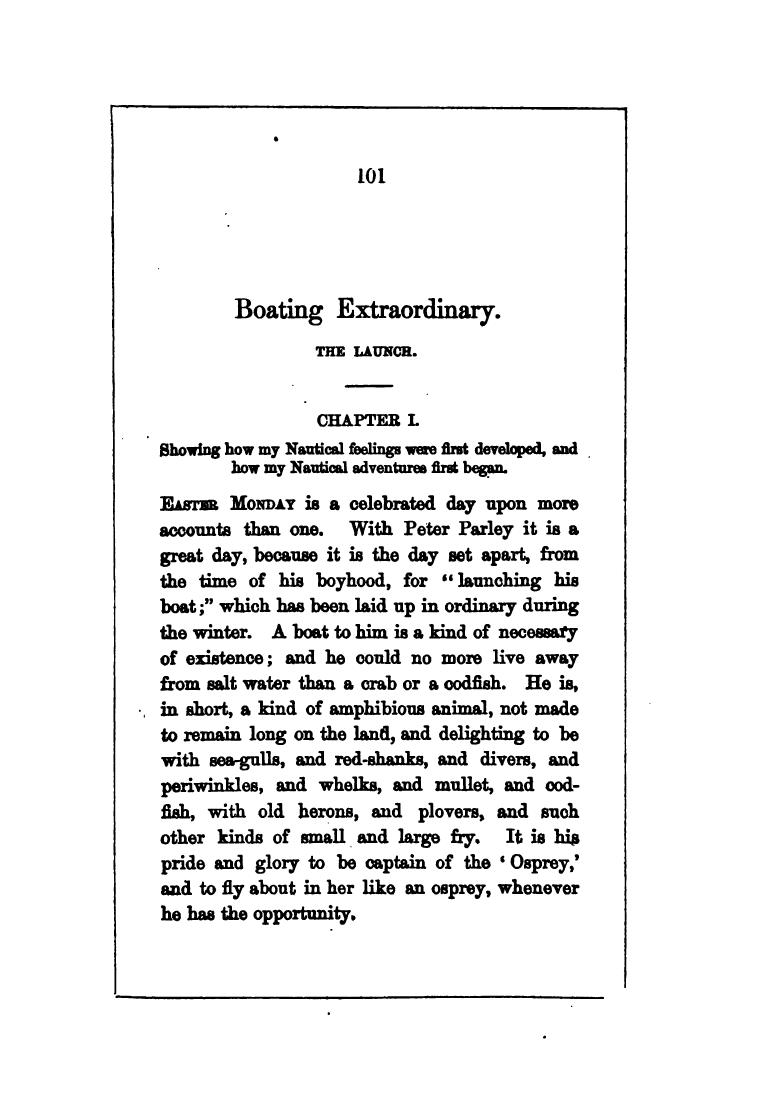 101
Boating Extraordinary.
THE LAUNCH.
CHAPTER I.
Showing how my Nautical feelings were first developed, and
how my Nautical adventures first began.
EASTER MONDAY is a celebrated day upon more
accounts than one. With Peter Parley it is a
great day, because it is the day set apart, from
the time of his boyhood, for "launching his
boat;" which has been laid up in ordinary during
the winter. A boat to him is a kind of necessary
of existence; and he could no more live away
from salt water than a crab or a codfish. He is,
in short, a kind of amphibious animal, not made
to remain long on the land, and delighting to be
with sea-gulls, and red-shanks, and divers, and
periwinkles, and whelks, and mullet, and cod-
fish, with old herons, and plovers, and such
other kinds of small and large fry. It is his
pride and glory to be captain of the 'Osprey,'
and to fly about in her like an osprey, whenever
he has the opportunity.